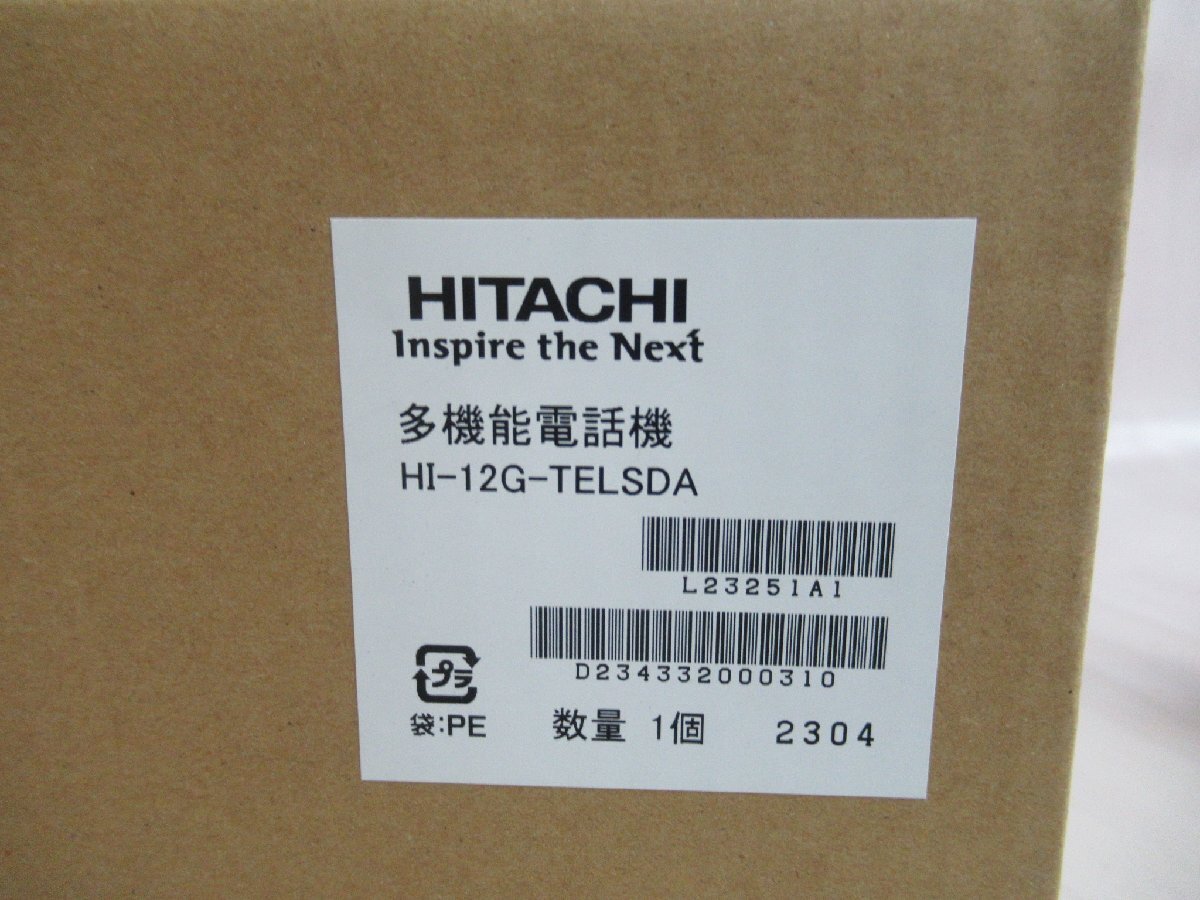 HITACHI
Inspire the Next
多機能電話機
HI-12G-TELSDA
L23251A1
D234332000310
プラ
袋:PE
数量 1個 2304